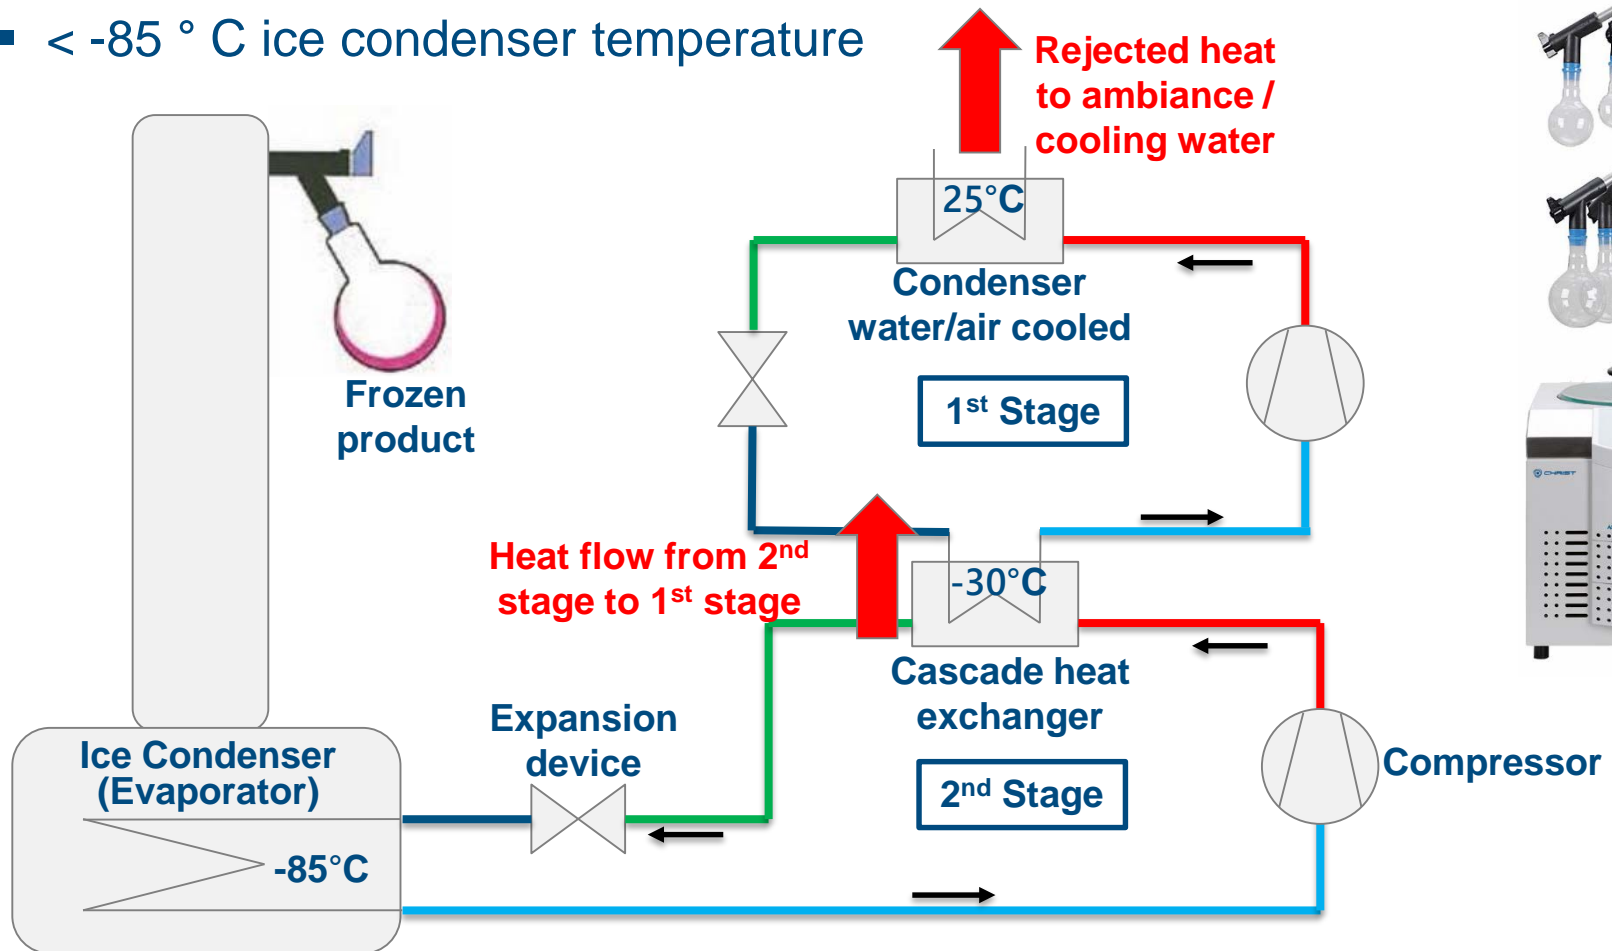 < -85 ° C ice condenser temperature
Rejected heat
to ambiance /
cooling water
25°C
Condenser
water/air cooled
Frozen
product
1st Stage
Heat flow from 2nd
stage to 1st stage
-30°C
Cascade heat
exchanger
Expansion
device
Ice Condenser
(Evaporator)
2nd Stage
Compressor
-85°C
CHRIST